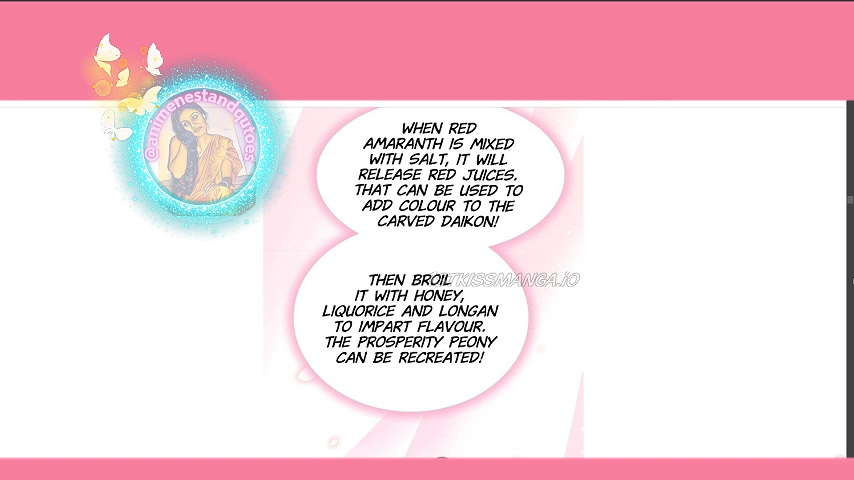 @animenestandqutoes
WHEN RED
AMARANTH IS MIXED
WITH SALT, IT WILL
RELEASE RED JUICES.
THAT CAN BE USED TO
ADD COLOUR TO THE
CARVED DAIKON!
THEN BROIL
IT WITH HONEY,
LIQUORICE AND LONGAN
TO IMPART FLAVOUR.
THE PROSPERITY PEONY
CAN BE RECREATED!